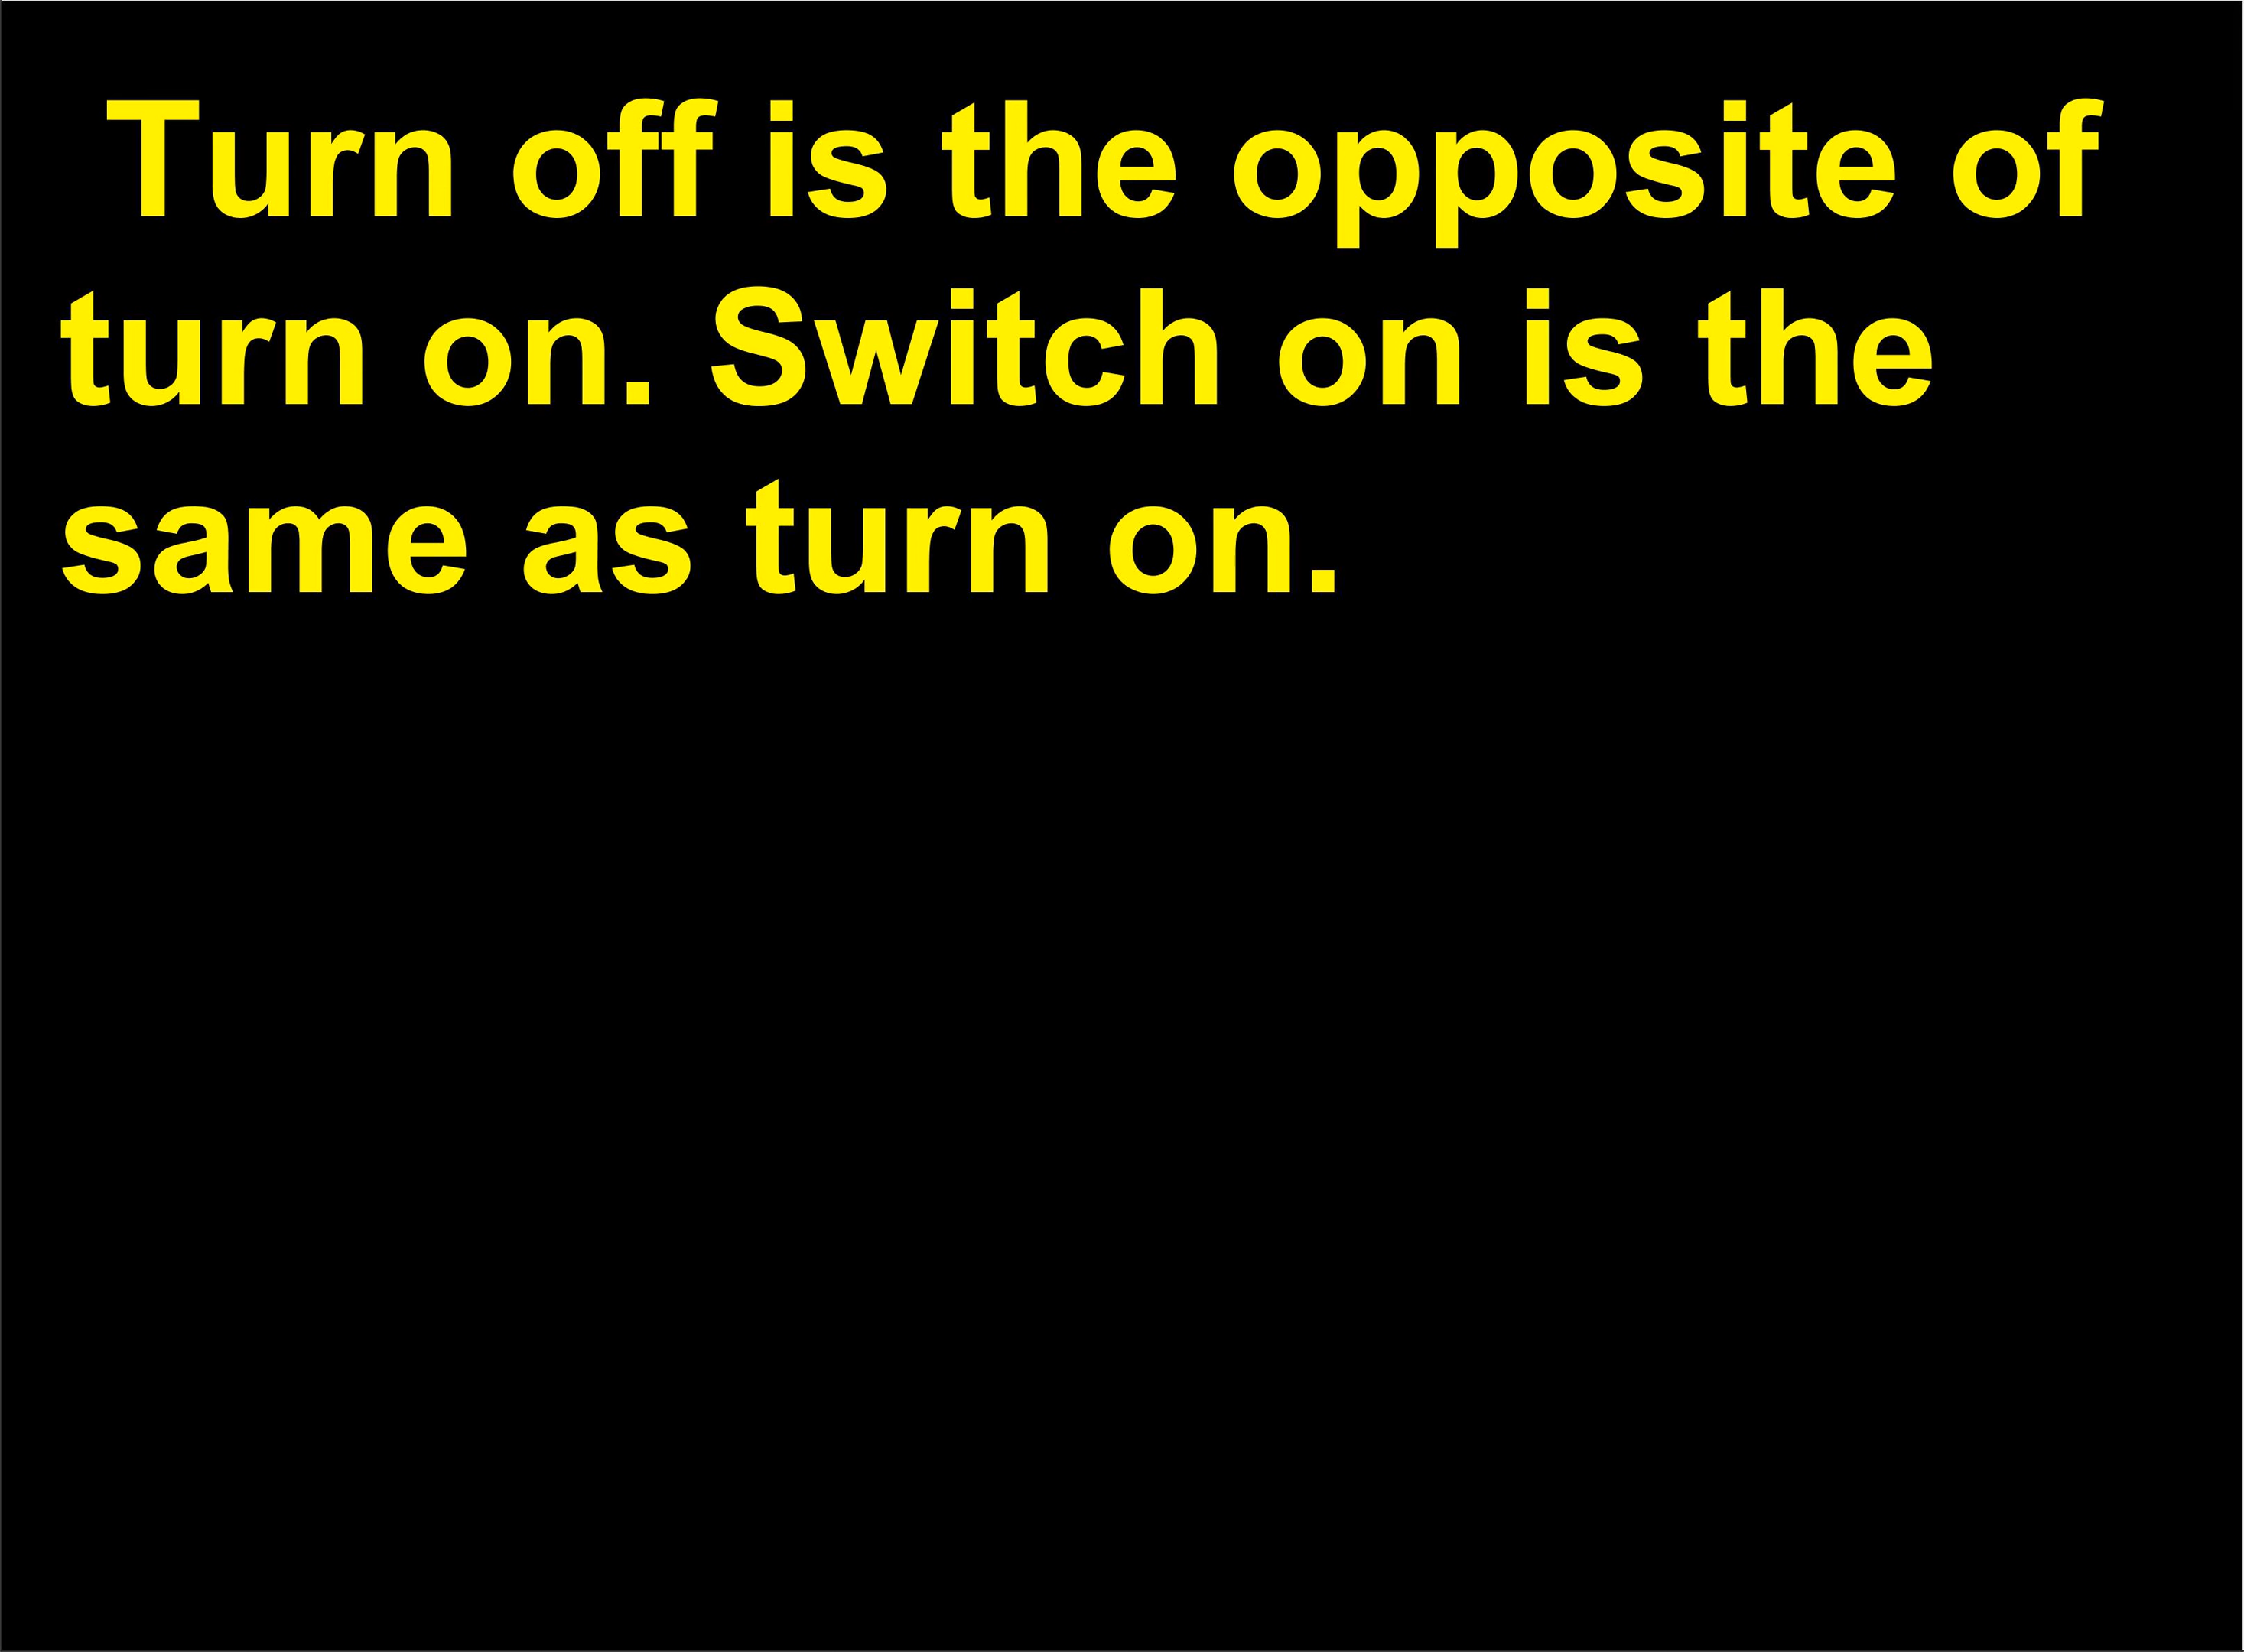 Turn off is the opposite of
turn on. Switch on is the
same as turn on.